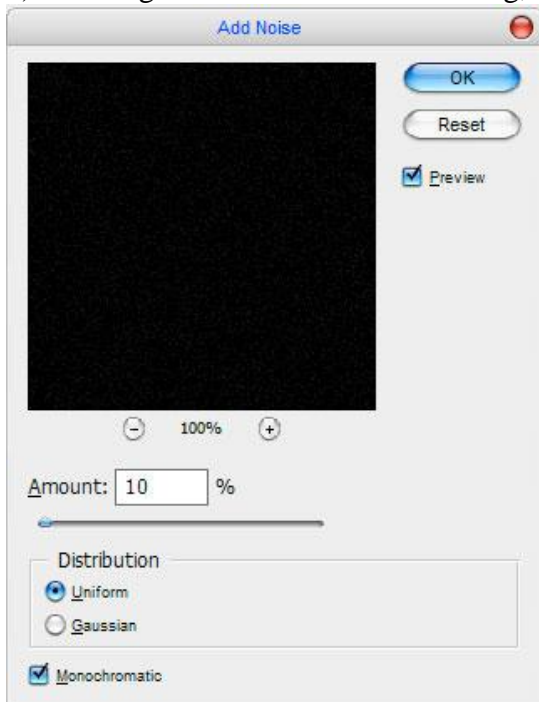 Add Noise
OK
Reset
Preview
100%
Amount: 10 %
Distribution
Uniform
Gaussian
Monochromatic